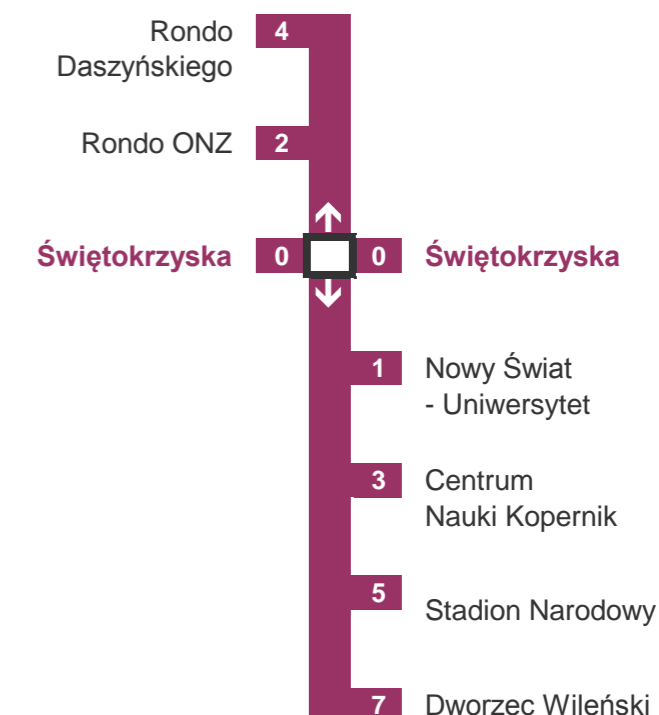 Rondo 4
Daszyńskiego
Rondo ONZ 2
Świętokrzyska 0 0 Świętokrzyska
1 Nowy Świat
- Uniwersytet
3 Centrum
Nauki Kopernik
5
Stadion Narodowy
7 Dworzec Wileński